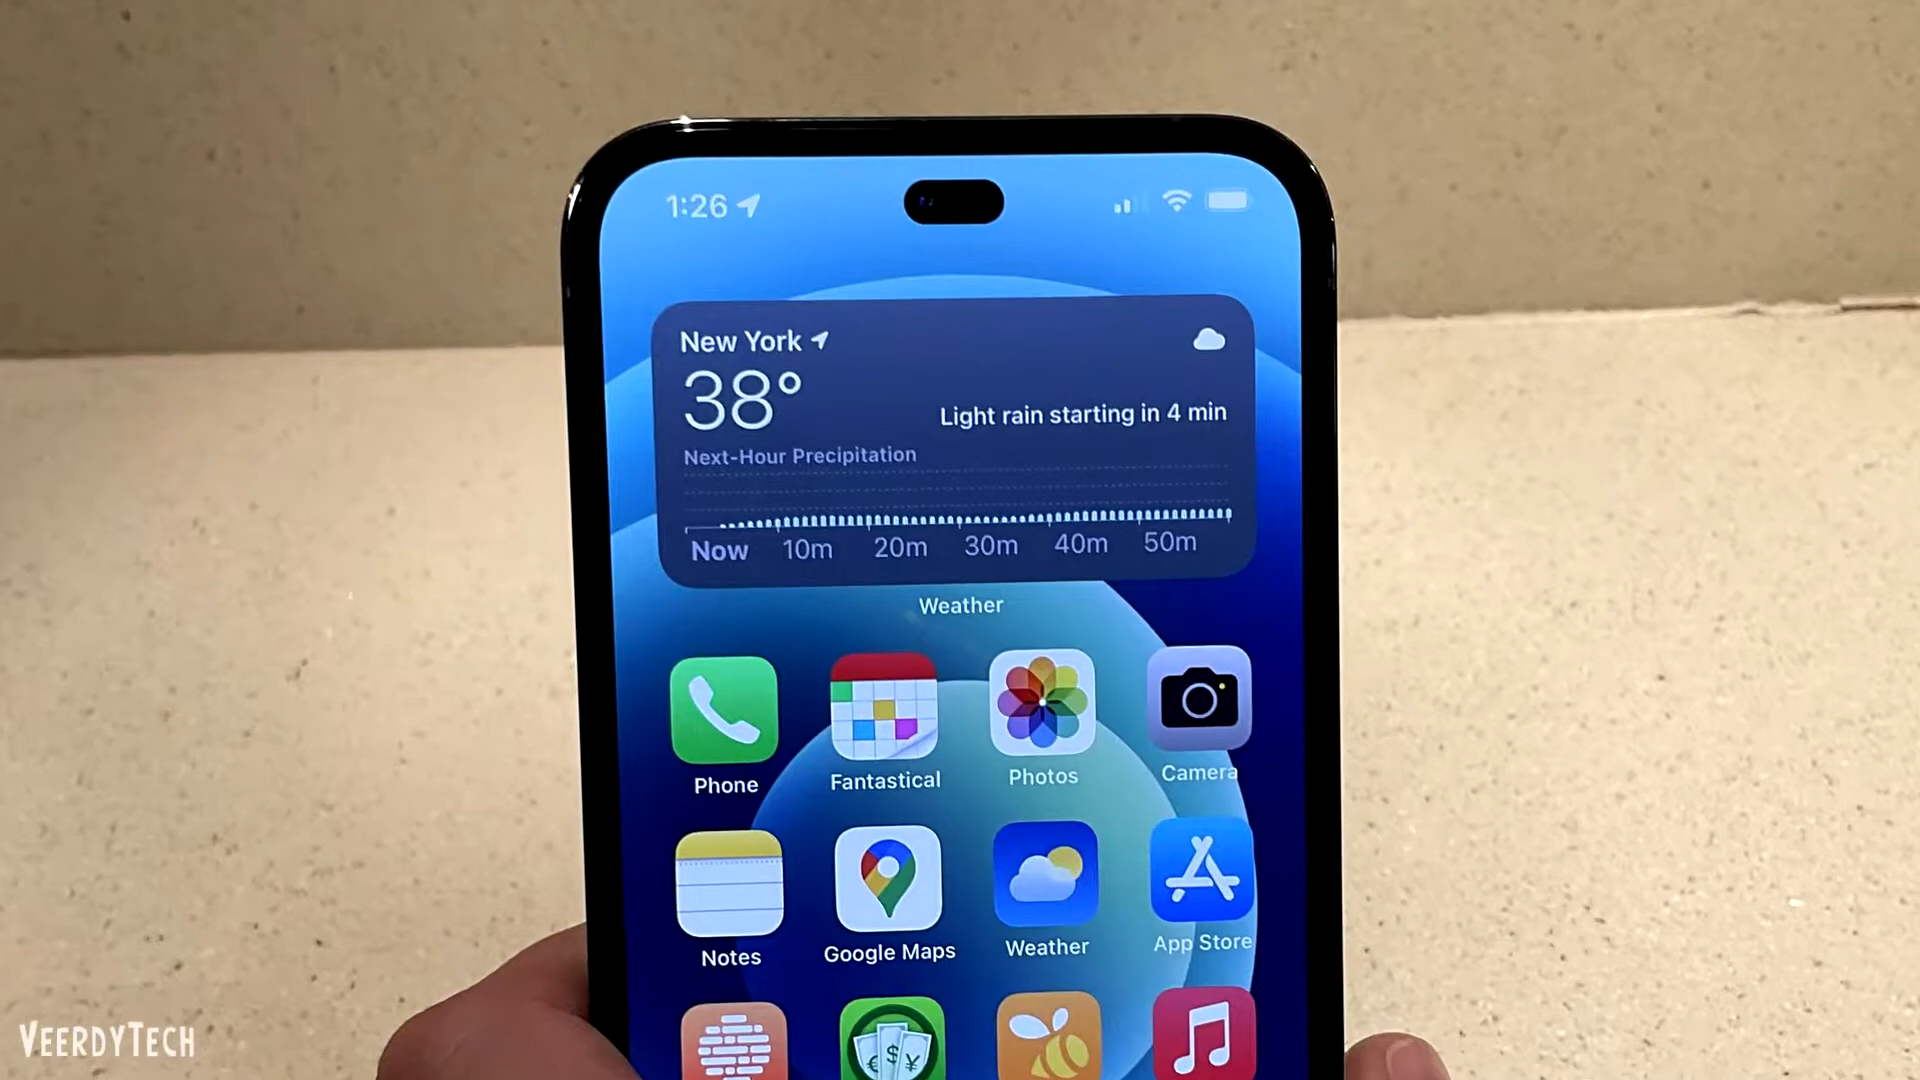 1:26
New York
38°
Light rain starting in 4 min
Next-Hour Precipitation
Now 10m 20m 30m 40m 50m
Weather
Phone Fantastical Photos Camera
Notes Google Maps Weather App Store
€ $ ¥
VEERDYTECH